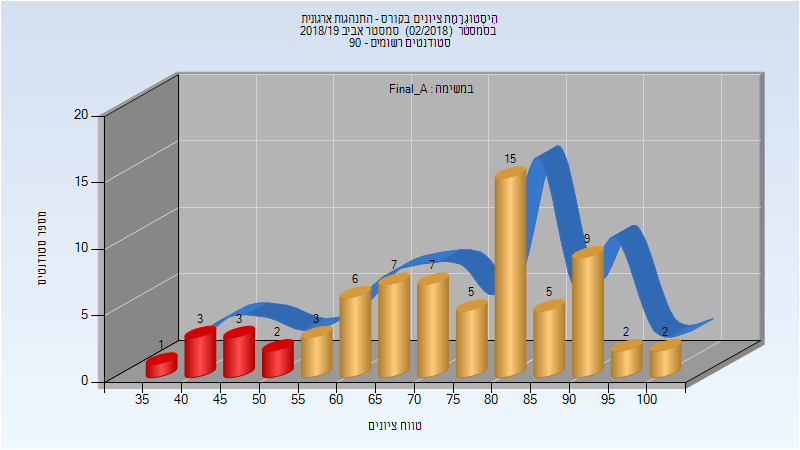 היסטוגרמת ציונים בקורס - התנהגות ארגונית
בסמסטר (02/2018) סמסטר אביב 2018/19
סטודנטים רשומים - 90
במשימה : Final_A
מספר סטודנטים
20
15
10
5
0
1
3
3
2
3
6
7
7
5
15
5
9
2
2
35 40 45 50 55 60 65 70 75 80 85 90 95 100
טווח ציונים